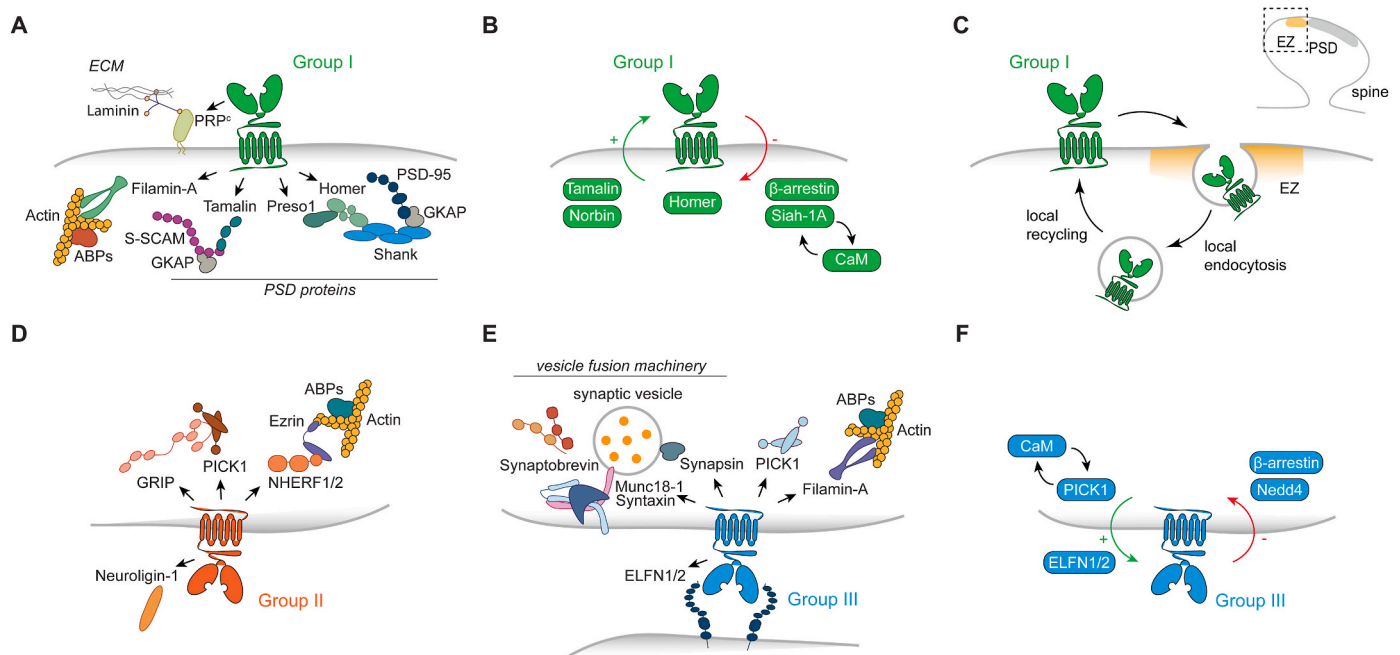 A
ECM
Group I
Laminin
PRPᶜ
Filamin-A
Tamalin
Preso1
Homer
PSD-95
GKAP
Shank
Actin
ABPs
S-SCAM
GKAP
PSD proteins
B
Group I
+
-
Tamalin
Norbin
Homer
β-arrestin
Siah-1A
CaM
C
Group I
EZ
PSD
spine
EZ
local
recycling
local
endocytosis
D
ABPs
Ezrin
Actin
PICK1
GRIP
NHERF1/2
Neuroligin-1
Group II
E
vesicle fusion machinery
synaptic vesicle
Synaptobrevin
Munc18-1
Syntaxin
Synapsin
PICK1
ABPs
Actin
Filamin-A
ELFN1/2
Group III
F
CaM
PICK1
β-arrestin
Nedd4
+
-
ELFN1/2
Group III